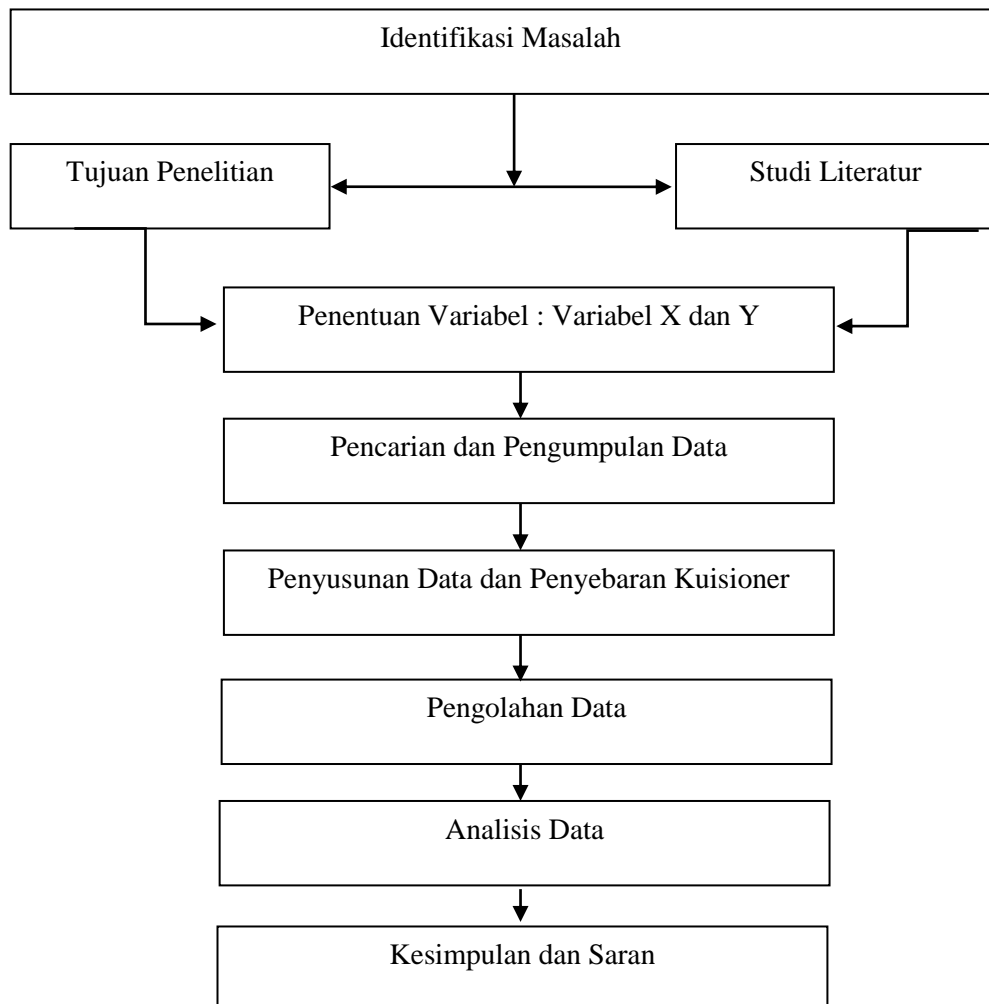 Identifikasi Masalah
Tujuan Penelitian
Studi Literatur
Penentuan Variabel : Variabel X dan Y
Pencarian dan Pengumpulan Data
Penyusunan Data dan Penyebaran Kuisioner
Pengolahan Data
Analisis Data
Kesimpulan dan Saran